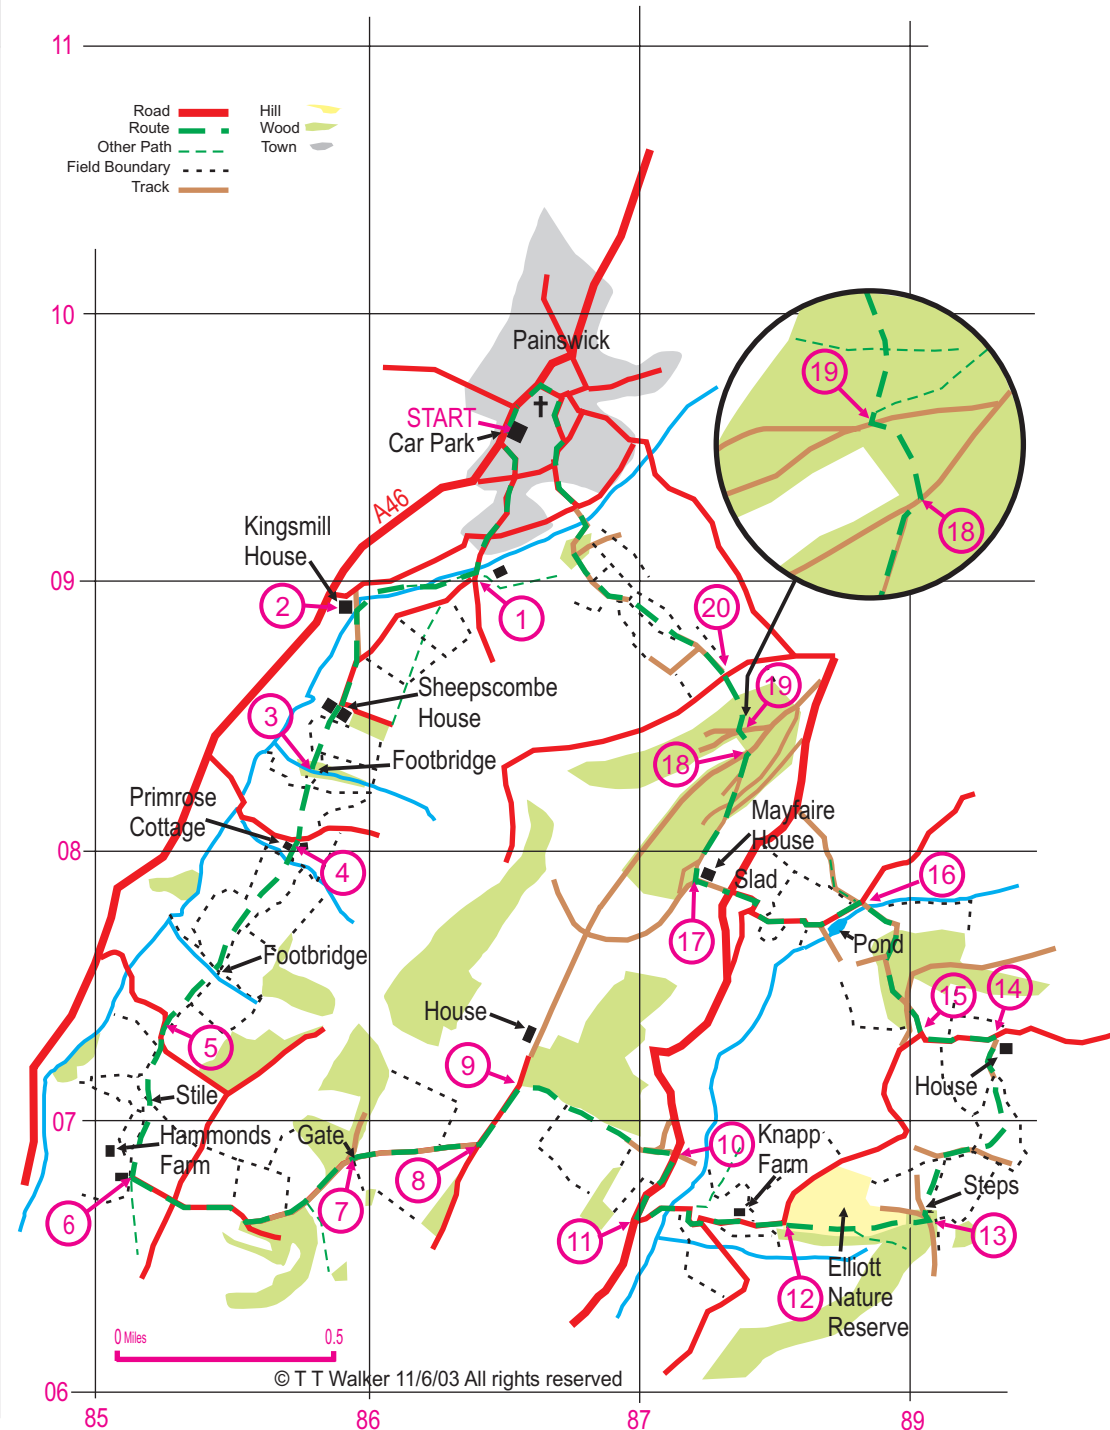 11
Road
Hill
Route
Wood
Other Path
Town
Field Boundary
Track
10
Painswick
19
START
Car Park
A46
18
Kingsmill
House
09
2
1
20
Sheepscombe
House
19
3
Footbridge
18
Primrose
Cottage
Mayfaire
House
08
4
Slad
16
17
Pond
Footbridge
15
14
House
5
9
Stile
House
07
Hammonds
Farm
Gate
10
Knapp
Farm
8
Steps
6
7
11
13
Elliott
Nature
Reserve
12
0 Miles
0.5
© T T Walker 11/6/03 All rights reserved
06
85
86
87
89